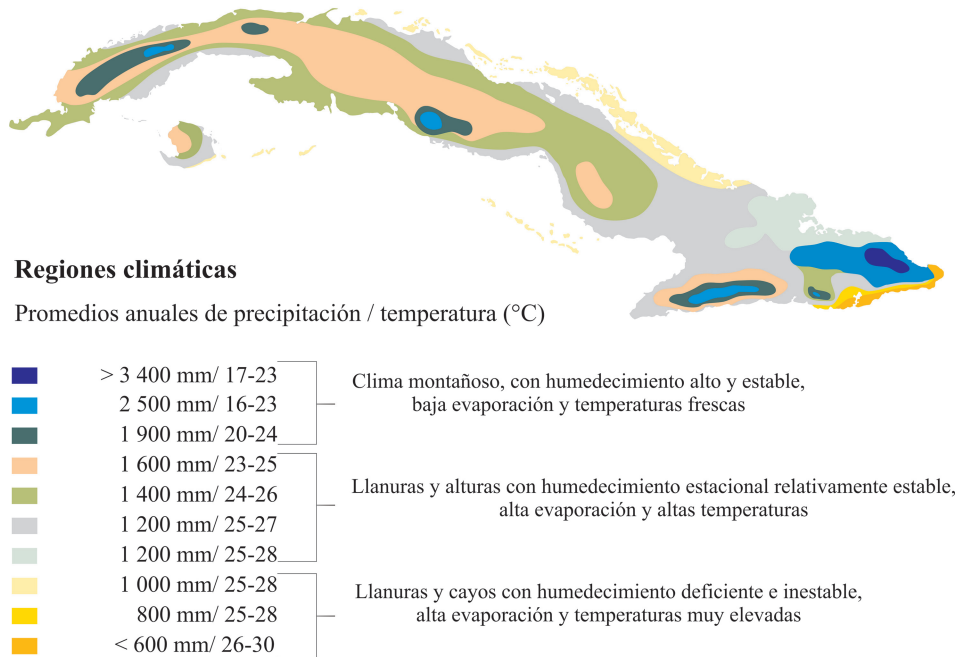 Regiones climáticas
Promedios anuales de precipitación / temperatura (°C)
> 3 400 mm/ 17-23
2 500 mm/ 16-23
1 900 mm/ 20-24
Clima montañoso, con humedecimiento alto y estable,
baja evaporación y temperaturas frescas
1 600 mm/ 23-25
1 400 mm/ 24-26
1 200 mm/ 25-27
1 200 mm/ 25-28
Llanuras y alturas con humedecimiento estacional relativamente estable,
alta evaporación y altas temperaturas
1 000 mm/ 25-28
800 mm/ 25-28
< 600 mm/ 26-30
Llanuras y cayos con humedecimiento deficiente e inestable,
alta evaporación y temperaturas muy elevadas